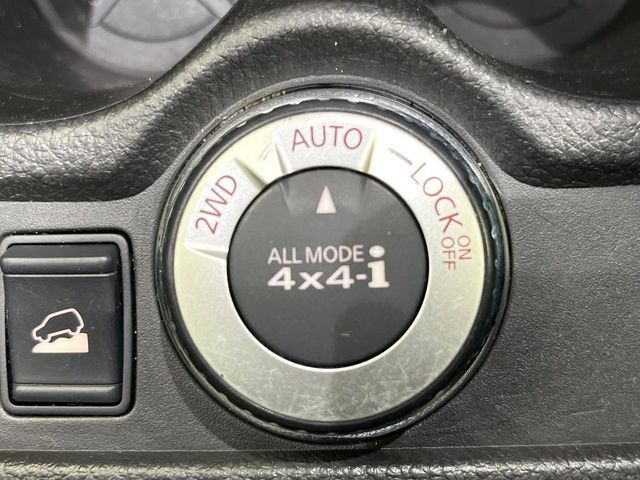 2WD
AUTO
LOCK
ON
OFF
ALL MODE
4x4-i